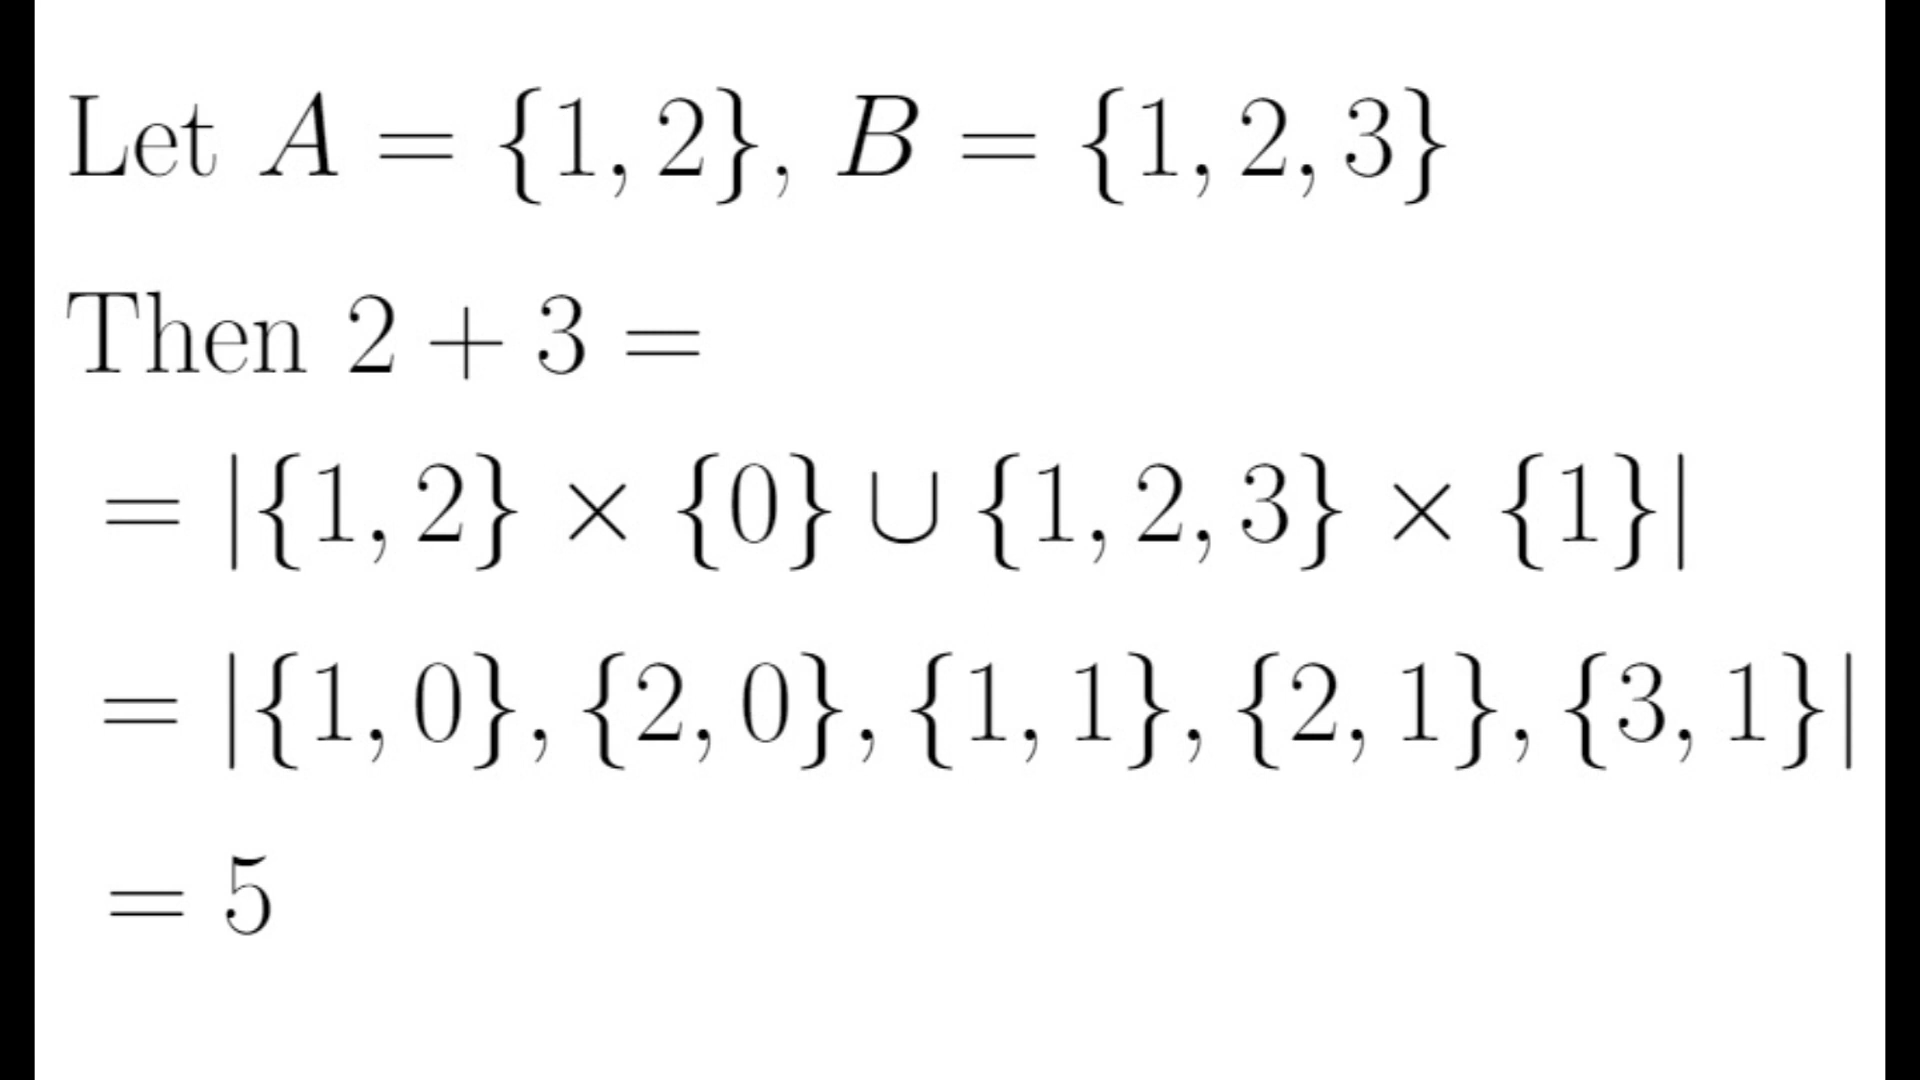 Let A = {1, 2}, B = {1, 2, 3}
Then 2 + 3 =
= |{1, 2} × {0} ∪ {1, 2, 3} × {1}|
= |{1, 0}, {2, 0}, {1, 1}, {2, 1}, {3, 1}|
= 5